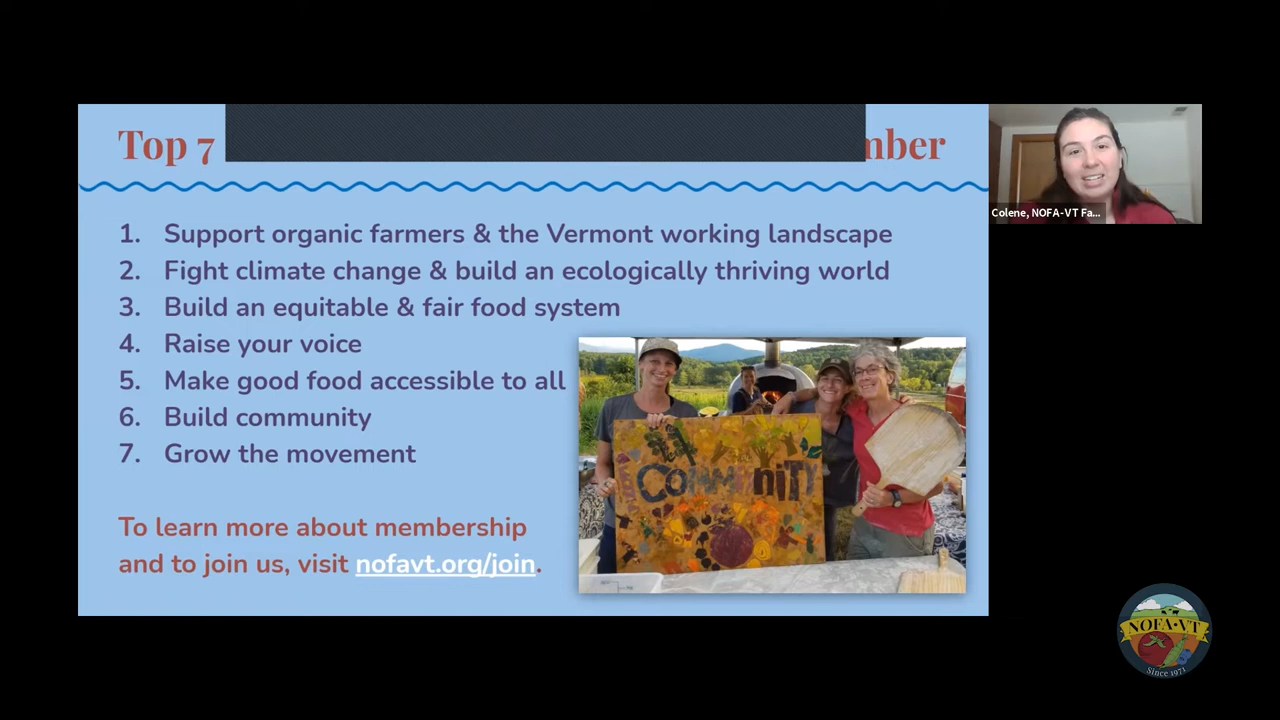 Top 7 mber
1. Support organic farmers & the Vermont working landscape
2. Fight climate change & build an ecologically thriving world
3. Build an equitable & fair food system
4. Raise your voice
5. Make good food accessible to all
6. Build community
7. Grow the movement
To learn more about membership
and to join us, visit nofavt.org/join.
COMMUNITY
Colene, NOFA-VT Fa...
NOFA•VT
Since 1971